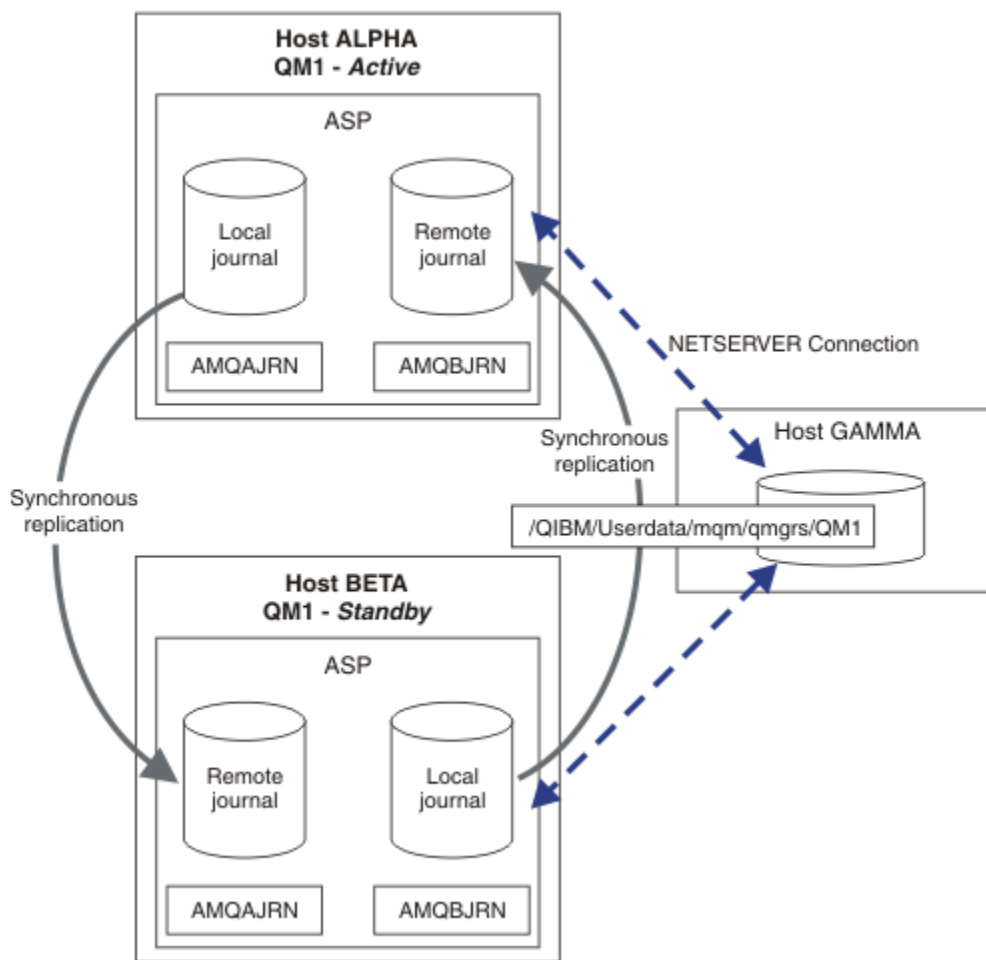 Host ALPHA
QM1 - Active
ASP
Local
journal
Remote
journal
AMQAJRN
AMQBJRN
NETSERVER Connection
Host GAMMA
/QIBM/Userdata/mqm/qmgrs/QM1
Synchronous
replication
Synchronous
replication
Host BETA
QM1 - Standby
ASP
Remote
journal
Local
journal
AMQAJRN
AMQBJRN